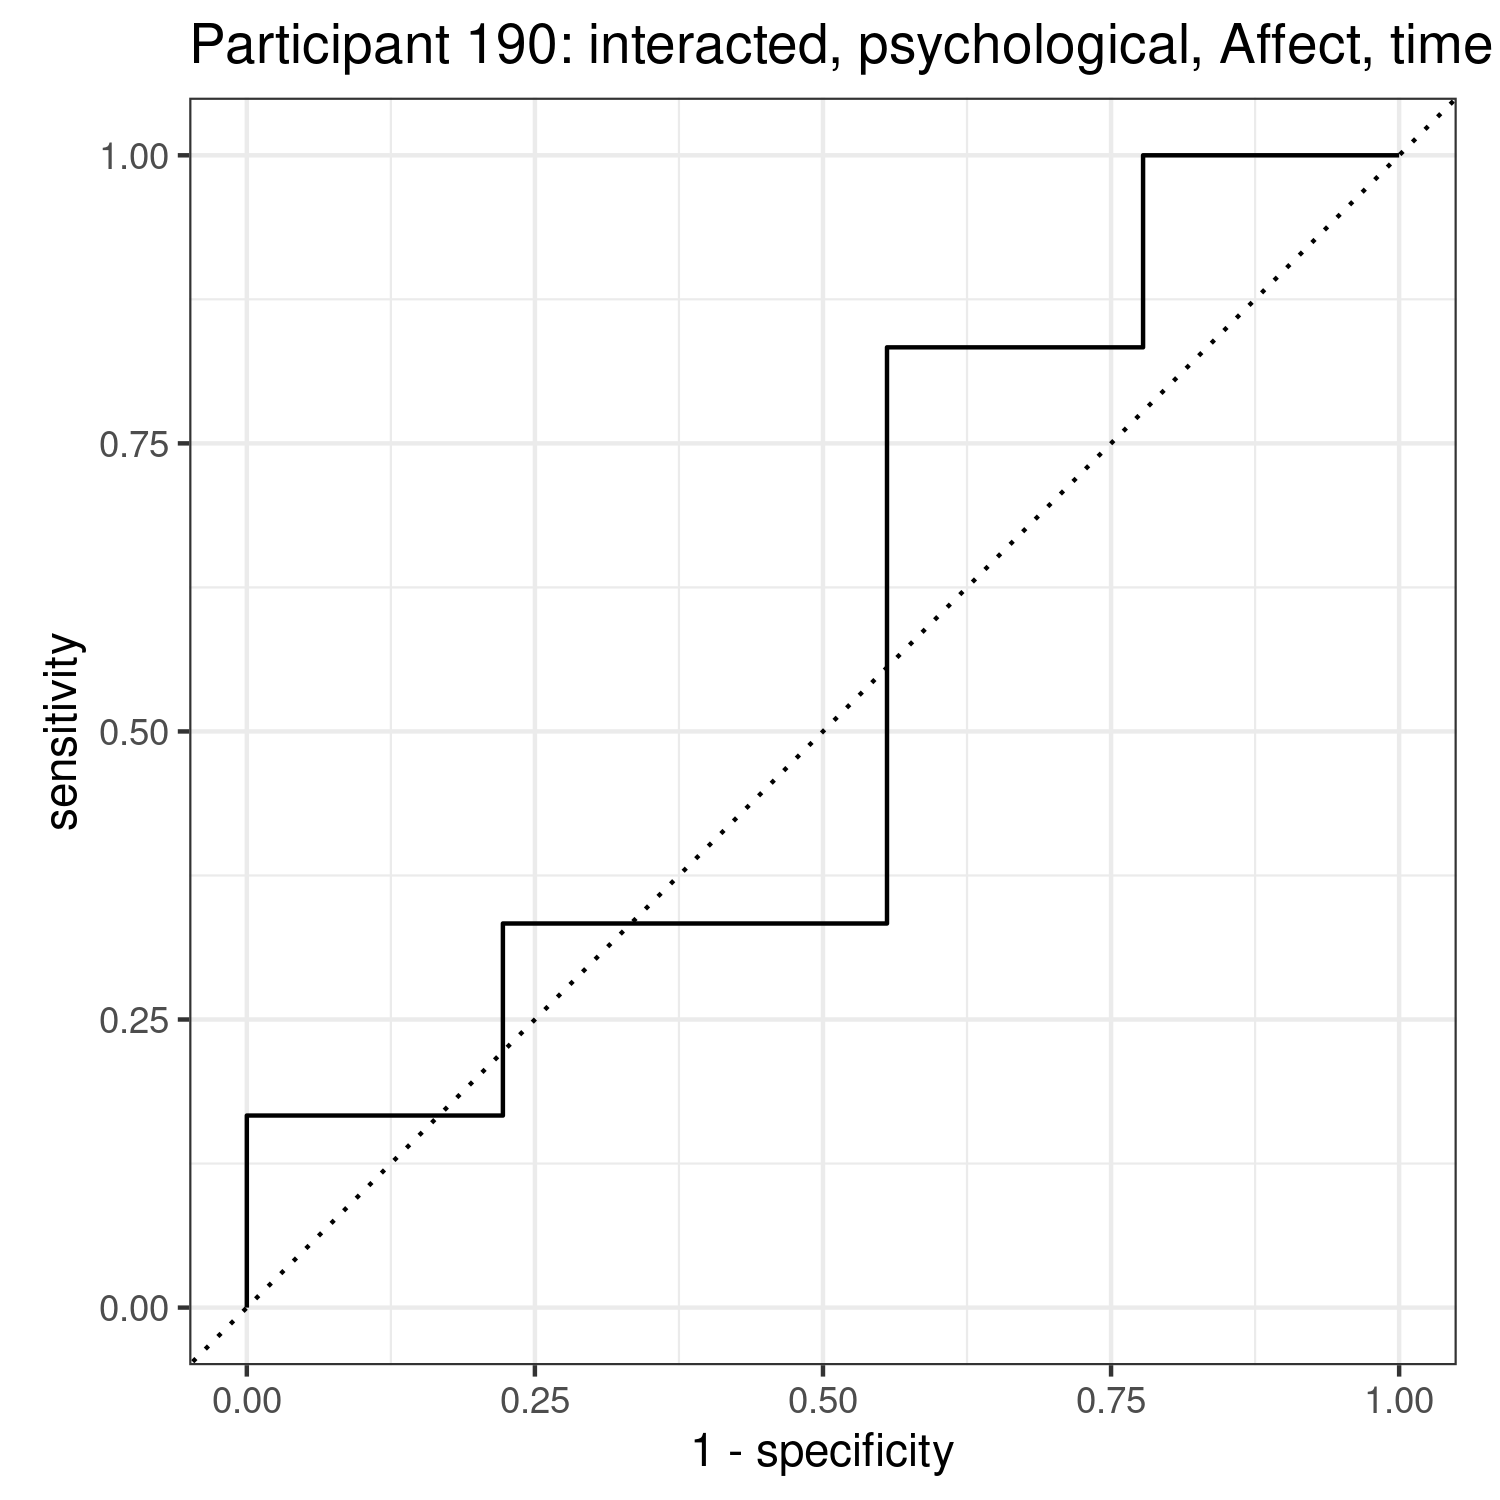 Participant 190: interacted, psychological, Affect, time
1.00
0.75
0.50
0.25
0.00
sensitivity
0.00 0.25 0.50 0.75 1.00
1 - specificity